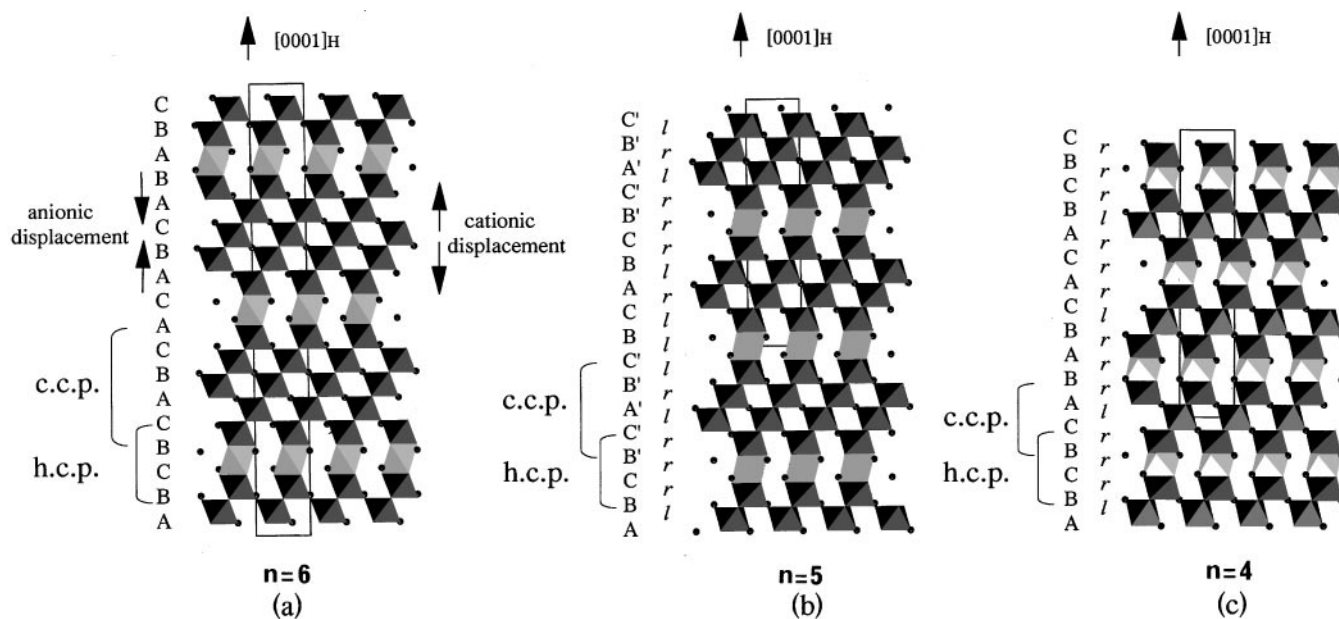 [0001]H
C
B
A
B
A
C
B
A
C
A
C
B
A
C
B
C
B
A
anionic
displacement
cationic
displacement
c.c.p.
h.c.p.
n=6
(a)
[0001]H
C' l
B' r
A' l
C' r
B' r
C r
B l
A r
C l
B l
C' l
B' l
A' l
C' r
B' r
C r
B l
A
c.c.p.
h.c.p.
n=5
(b)
[0001]H
C r
B r
C r
B l
A r
C r
A r
C l
B r
A r
B r
A l
C r
B r
C r
B l
A
c.c.p.
h.c.p.
n=4
(c)